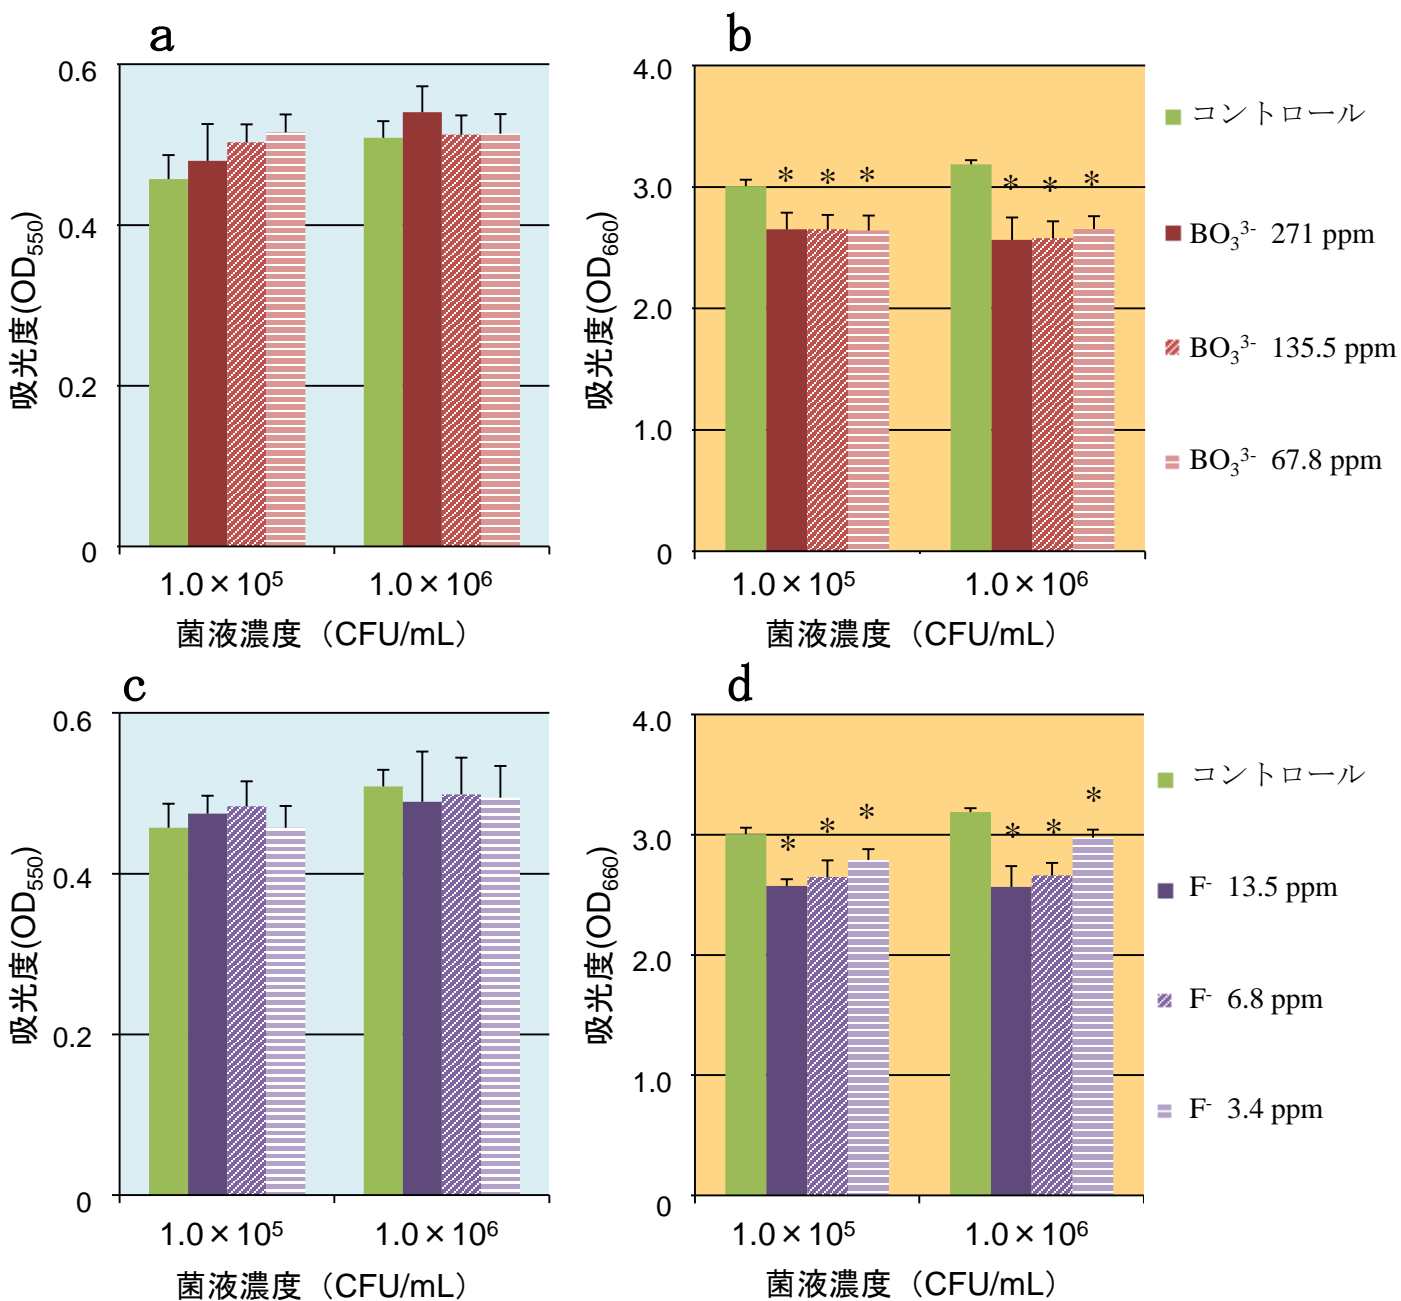 a
0.6
0.4
0.2
0
吸光度(OD550)
1.0×10⁵
1.0×10⁶
菌液濃度（CFU/mL）
b
4.0
3.0
2.0
1.0
0
吸光度(OD660)
* * * * * *
1.0×10⁵
1.0×10⁶
菌液濃度（CFU/mL）
コントロール
BO₃³⁻ 271 ppm
BO₃³⁻ 135.5 ppm
BO₃³⁻ 67.8 ppm
c
0.6
0.4
0.2
0
吸光度(OD550)
1.0×10⁵
1.0×10⁶
菌液濃度（CFU/mL）
d
4.0
3.0
2.0
1.0
0
吸光度(OD660)
* * * * * *
1.0×10⁵
1.0×10⁶
菌液濃度（CFU/mL）
コントロール
F⁻ 13.5 ppm
F⁻ 6.8 ppm
F⁻ 3.4 ppm